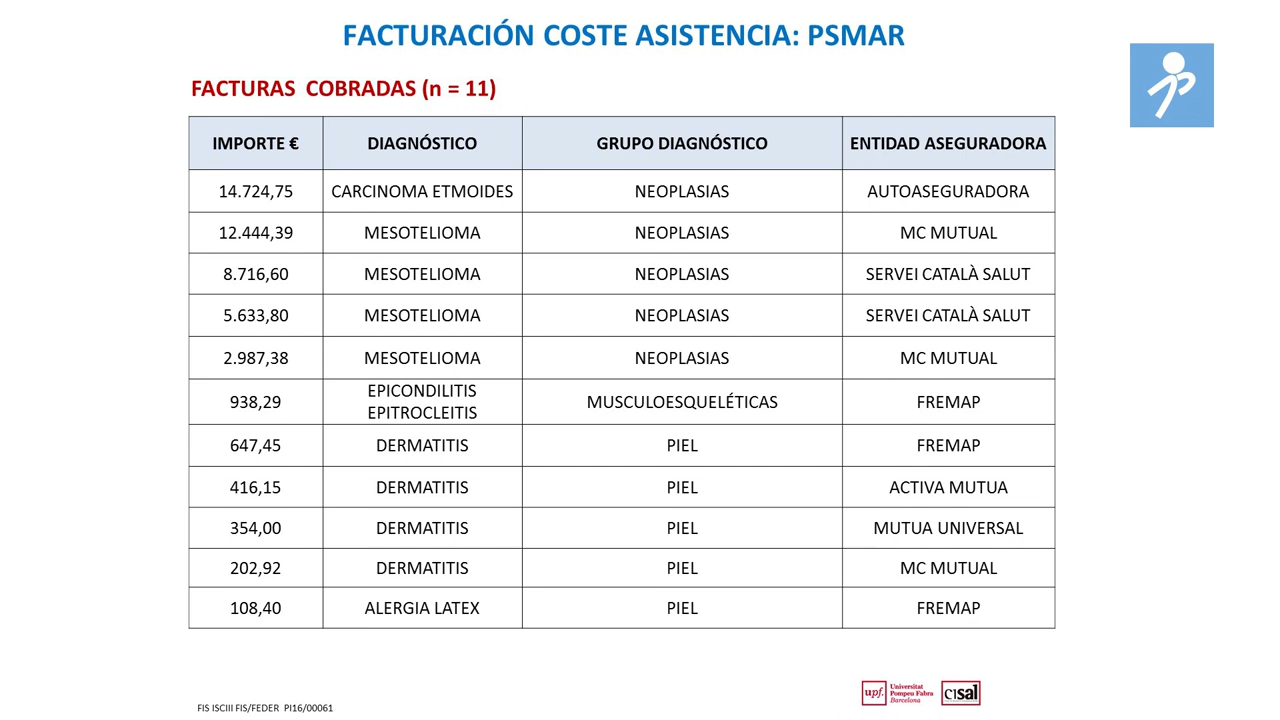 FACTURACIÓN COSTE ASISTENCIA: PSMAR
FACTURAS COBRADAS (n = 11)
IMPORTE € DIAGNÓSTICO GRUPO DIAGNÓSTICO ENTIDAD ASEGURADORA
14.724,75 CARCINOMA ETMOIDES NEOPLASIAS AUTOASEGURADORA
12.444,39 MESOTELIOMA NEOPLASIAS MC MUTUAL
8.716,60 MESOTELIOMA NEOPLASIAS SERVEI CATALÀ SALUT
5.633,80 MESOTELIOMA NEOPLASIAS SERVEI CATALÀ SALUT
2.987,38 MESOTELIOMA NEOPLASIAS MC MUTUAL
938,29 EPICONDILITIS EPITROCLEITIS MUSCULOESQUELÉTICAS FREMAP
647,45 DERMATITIS PIEL FREMAP
416,15 DERMATITIS PIEL ACTIVA MUTUA
354,00 DERMATITIS PIEL MUTUA UNIVERSAL
202,92 DERMATITIS PIEL MC MUTUAL
108,40 ALERGIA LATEX PIEL FREMAP
upf. Universitat
Pompeu Fabra
Barcelona
cisal
FIS ISCIII FIS/FEDER PI16/00061